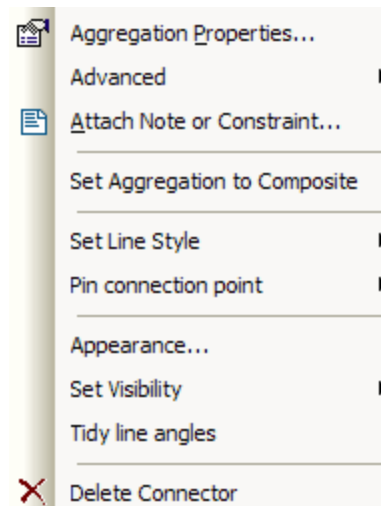 Aggregation Properties...
Advanced
Attach Note or Constraint...
Set Aggregation to Composite
Set Line Style
Pin connection point
Appearance...
Set Visibility
Tidy line angles
Delete Connector